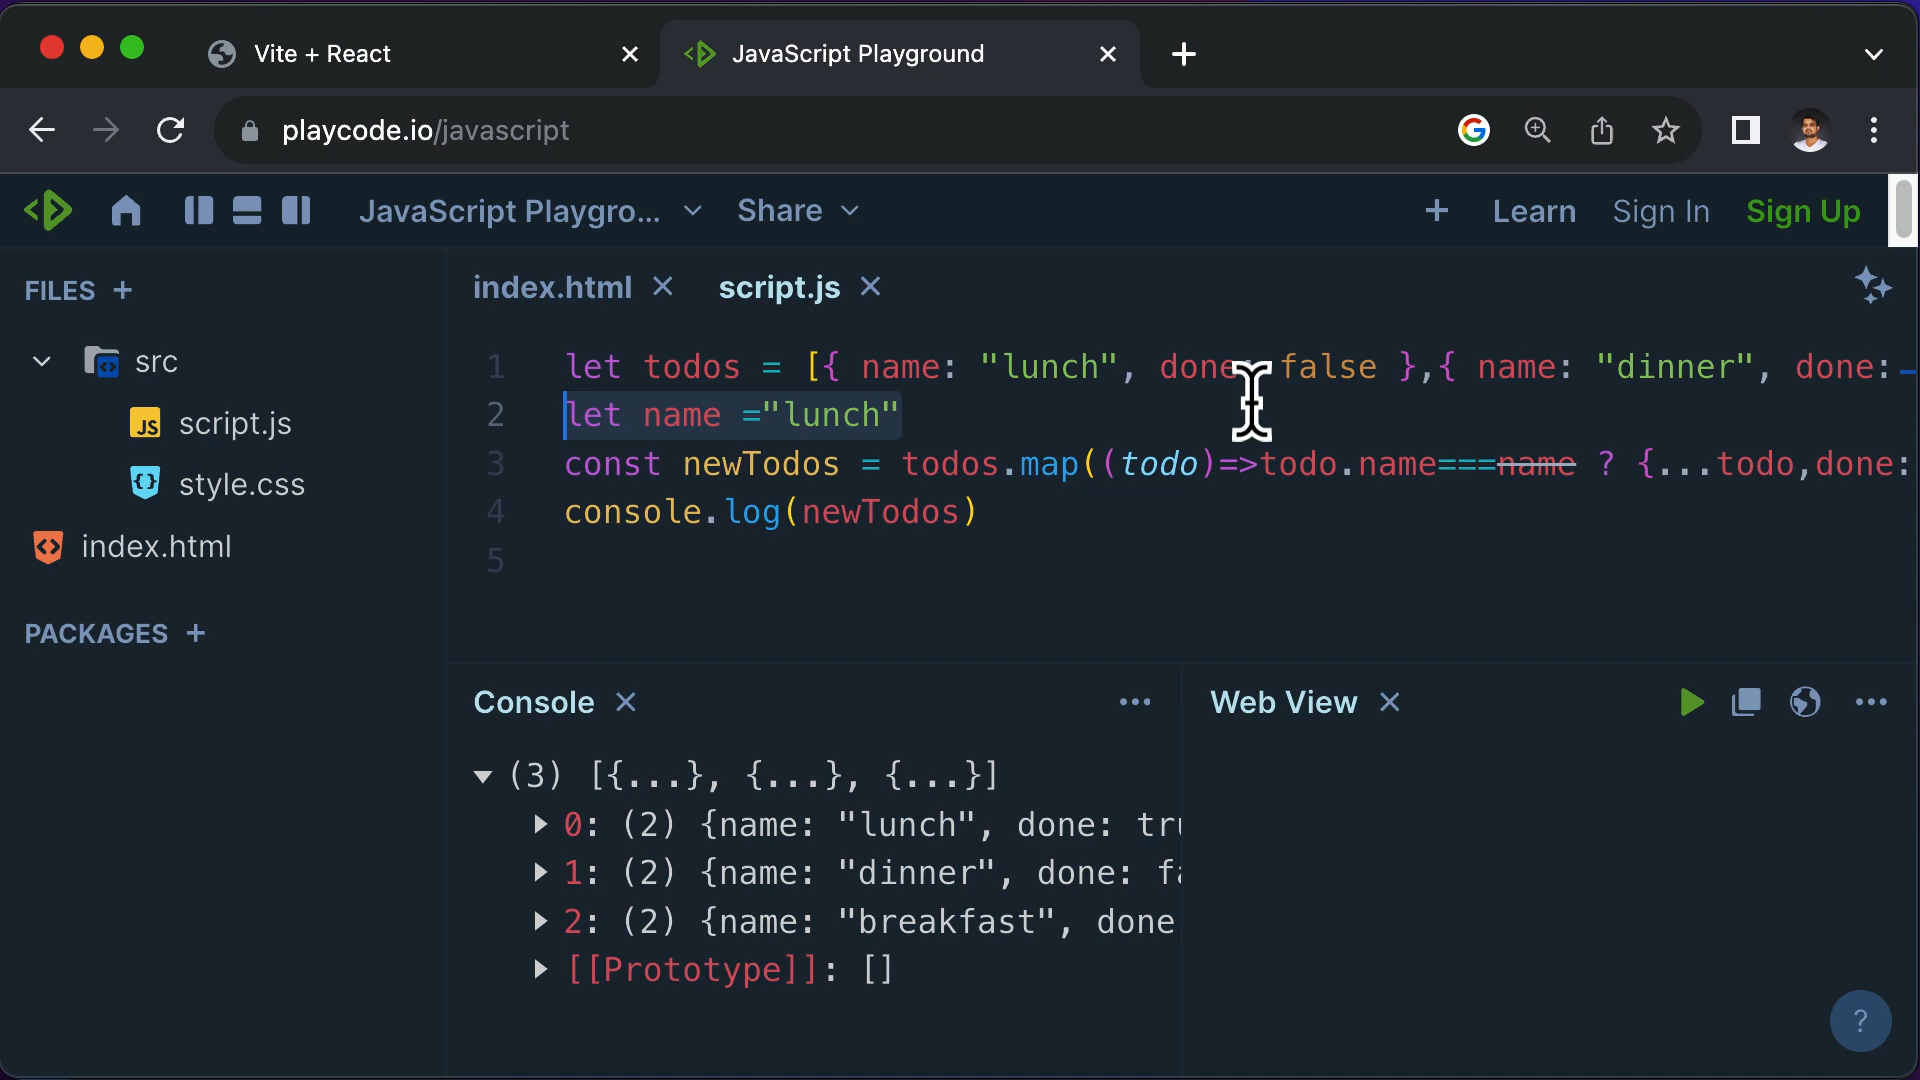 Vite + React
JavaScript Playground
playcode.io/javascript
JavaScript Playgro...
Share
Learn
Sign In
Sign Up
FILES +
src
script.js
style.css
index.html
PACKAGES +
index.html
script.js
1 let todos = [{ name: "lunch", done: false },{ name: "dinner", done:
2 let name ="lunch"
3 const newTodos = todos.map((todo)=>todo.name===name ? {...todo,done:
4 console.log(newTodos)
5
Console
(3) [{...}, {...}, {...}]
0: (2) {name: "lunch", done: tru
1: (2) {name: "dinner", done: fa
2: (2) {name: "breakfast", done
[[Prototype]]: []
Web View
?